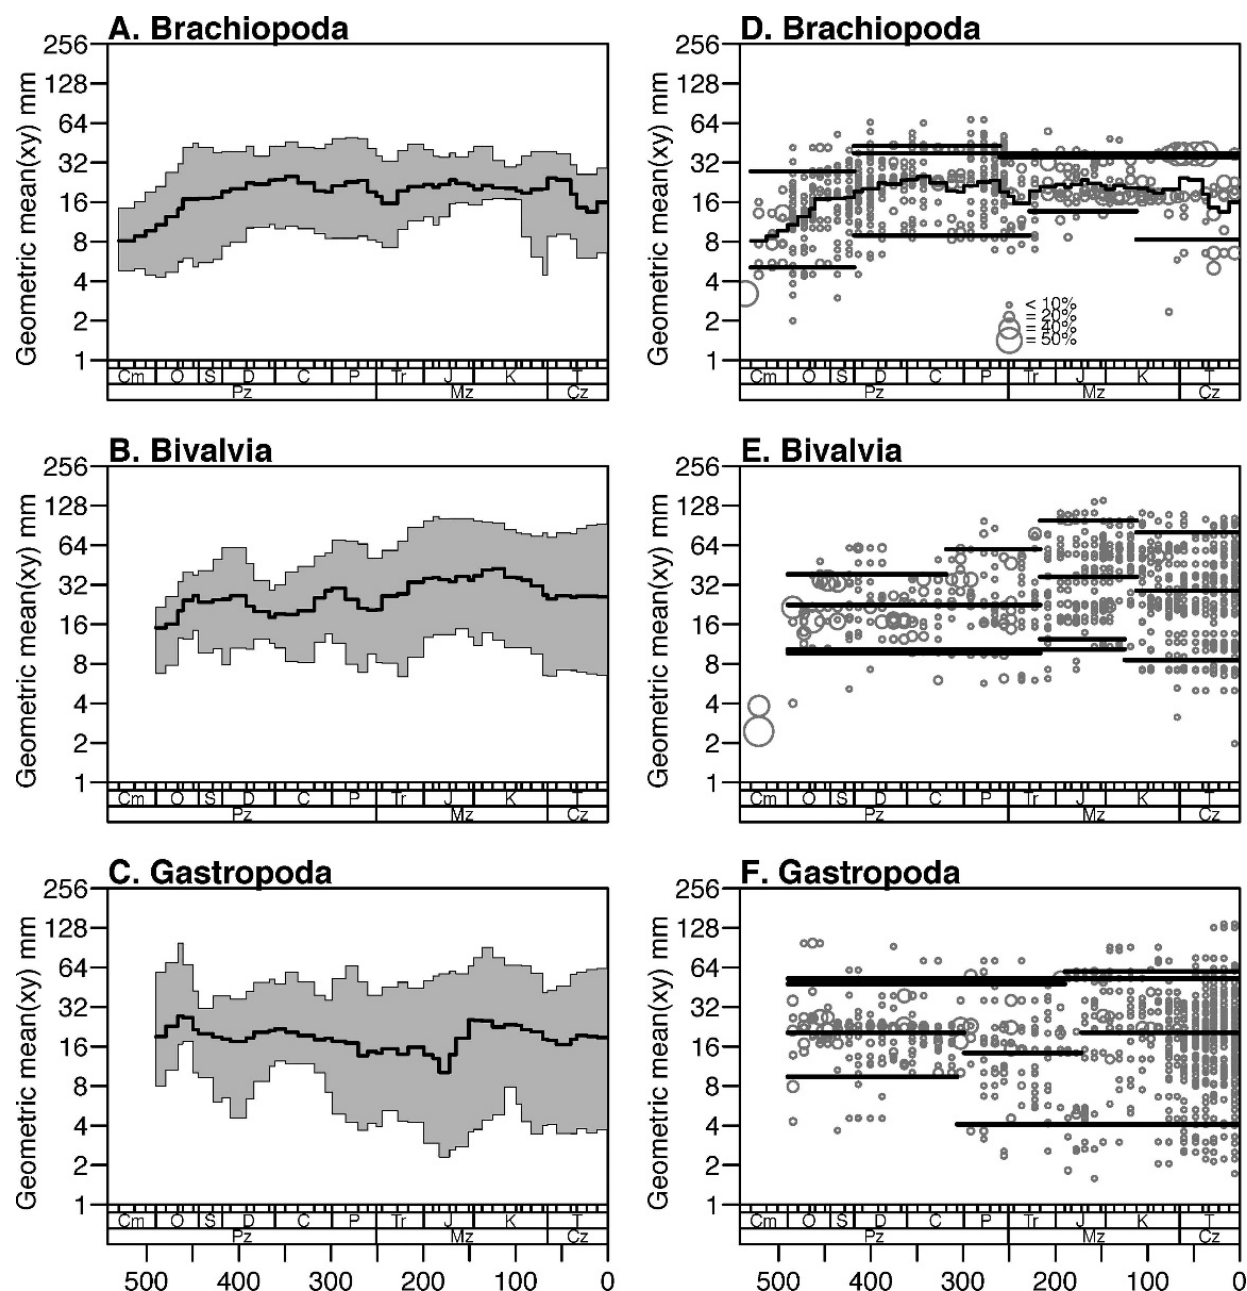 A. Brachiopoda
Geometric mean(xy) mm
256
128
64
32
16
8
4
2
1
Cm O S D C P Tr J K T
Pz Mz Cz
D. Brachiopoda
Geometric mean(xy) mm
256
128
64
32
16
8
4
2
1
< 10%
= 20%
= 40%
= 50%
Cm O S D C P Tr J K T
Pz Mz Cz
B. Bivalvia
Geometric mean(xy) mm
256
128
64
32
16
8
4
2
1
Cm O S D C P Tr J K T
Pz Mz Cz
E. Bivalvia
Geometric mean(xy) mm
256
128
64
32
16
8
4
2
1
Cm O S D C P Tr J K T
Pz Mz Cz
C. Gastropoda
Geometric mean(xy) mm
256
128
64
32
16
8
4
2
1
Cm O S D C P Tr J K T
Pz Mz Cz
500 400 300 200 100 0
F. Gastropoda
Geometric mean(xy) mm
256
128
64
32
16
8
4
2
1
Cm O S D C P Tr J K T
Pz Mz Cz
500 400 300 200 100 0